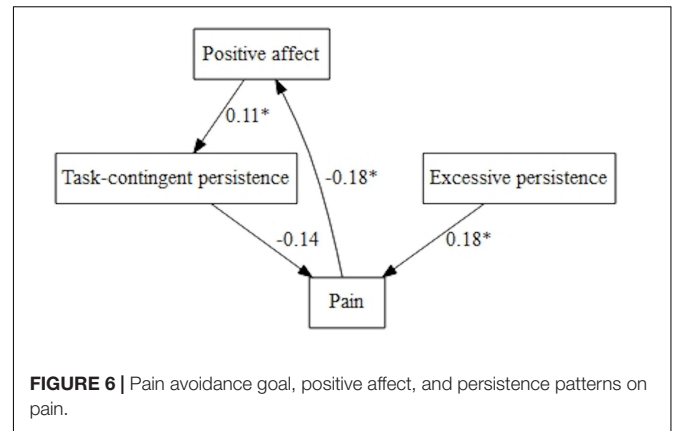 Positive affect
0.11*
Task-contingent persistence
-0.18*
Excessive persistence
-0.14
0.18*
Pain
FIGURE 6 | Pain avoidance goal, positive affect, and persistence patterns on
pain.